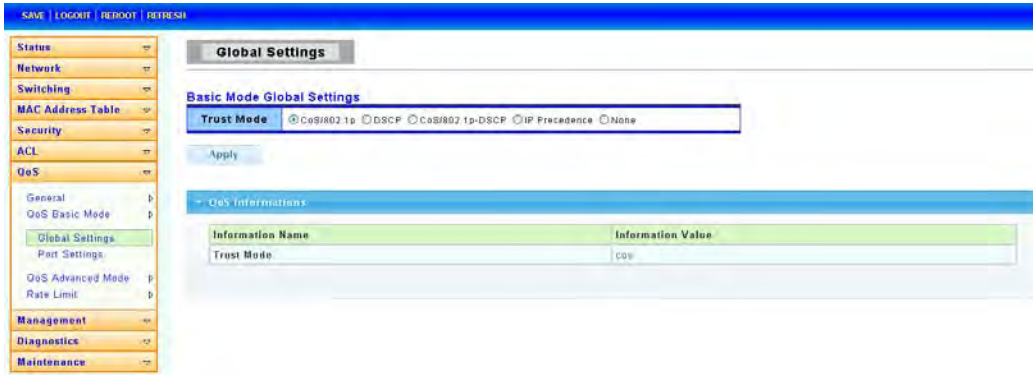 SAVE | LOGOUT | REBOOT | REFRESH
Status
Network
Switching
MAC Address Table
Security
ACL
QoS
General
QoS Basic Mode
Global Settings
Port Settings
QoS Advanced Mode
Rate Limit
Management
Diagnostics
Maintenance
Global Settings
Basic Mode Global Settings
Trust Mode CoS/802.1p DSCP CoS/802.1p-DSCP IP Precedence None
Apply
QoS Informations
Information Name Information Value
Trust Mode cos